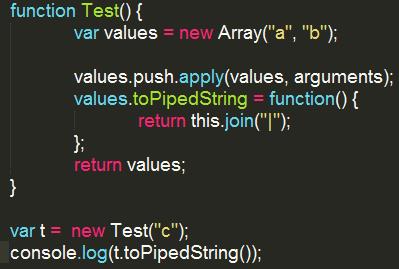 function Test() {
var values = new Array("a", "b");
values.push.apply(values, arguments);
values.toPipedString = function() {
return this.join("|");
};
return values;
}
var t =  new Test("c");
console.log(t.toPipedString());